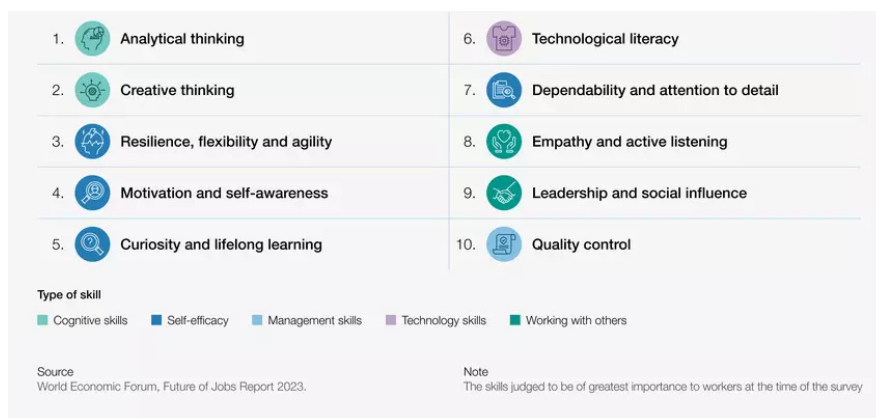 1. Analytical thinking
2. Creative thinking
3. Resilience, flexibility and agility
4. Motivation and self-awareness
5. Curiosity and lifelong learning
6. Technological literacy
7. Dependability and attention to detail
8. Empathy and active listening
9. Leadership and social influence
10. Quality control
Type of skill
Cognitive skills Self-efficacy Management skills Technology skills Working with others
Source
World Economic Forum, Future of Jobs Report 2023.
Note
The skills judged to be of greatest importance to workers at the time of the survey